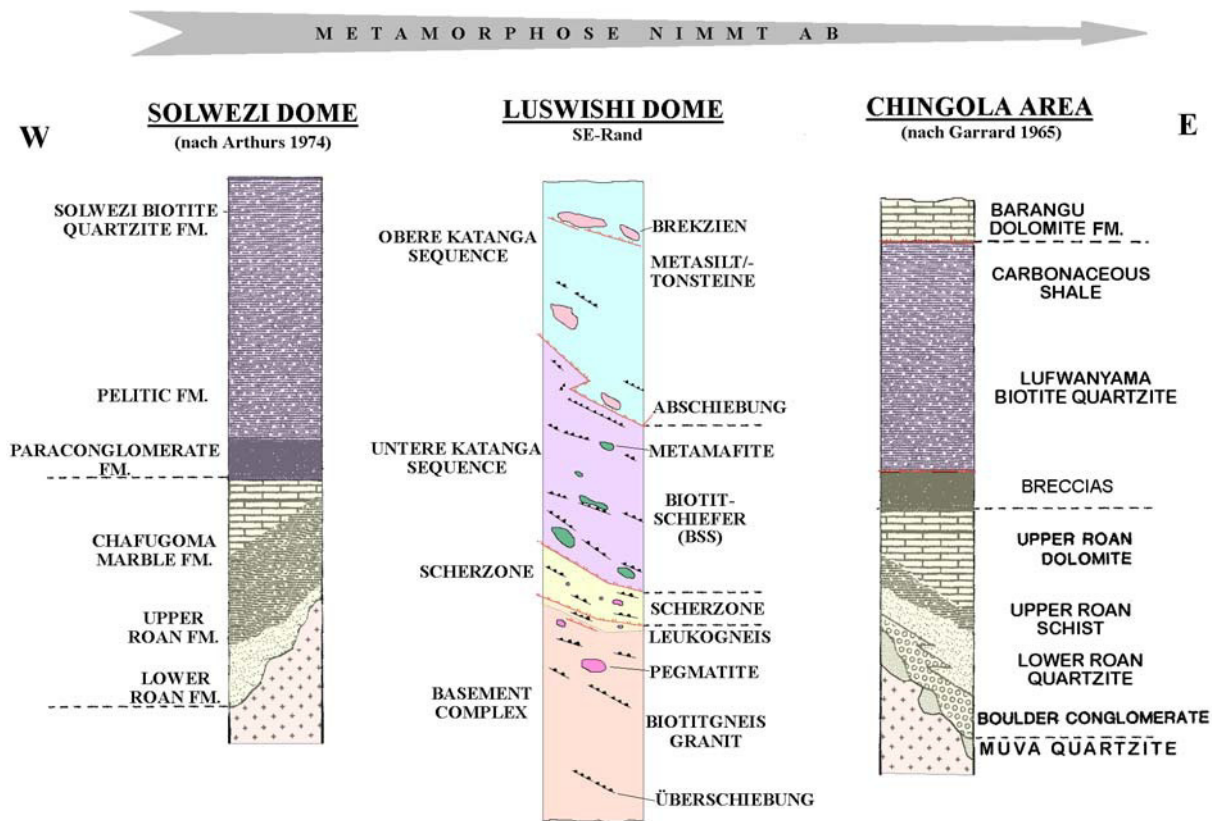 METAMORPHOSE NIMMT AB
W
SOLWEZI DOME
(nach Arthurs 1974)
LUSWISHI DOME
SE-Rand
CHINGOLA AREA
(nach Garrard 1965)
E
SOLWEZI BIOTITE
QUARTZITE FM.
PELITIC FM.
PARACONGLOMERATE
FM.
CHAFUGOMA
MARBLE FM.
UPPER
ROAN FM.
LOWER
ROAN FM.
OBERE KATANGA
SEQUENCE
UNTERE KATANGA
SEQUENCE
SCHERZONE
BASEMENT
COMPLEX
BREKZIEN
METASILT/-
TONSTEINE
ABSCHIEBUNG
METAMAFITE
BIOTIT-
SCHIEFER
(BSS)
SCHERZONE
LEUKOGNEIS
PEGMATITE
BIOTITGNEIS
GRANIT
ÜBERSCHIEBUNG
BARANGU
DOLOMITE FM.
CARBONACEOUS
SHALE
LUFWANYAMA
BIOTITE QUARTZITE
BRECCIAS
UPPER ROAN
DOLOMITE
UPPER ROAN
SCHIST
LOWER ROAN
QUARTZITE
BOULDER CONGLOMERATE
MUVA QUARTZITE